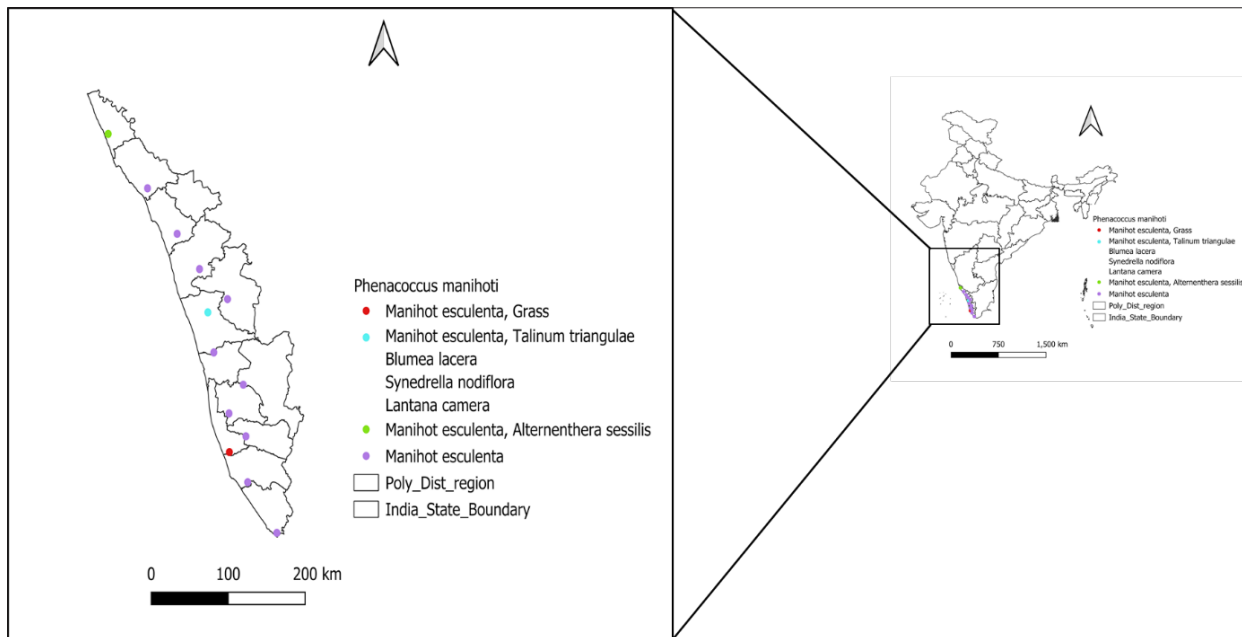 Phenacoccus manihoti
Manihot esculenta, Grass
Manihot esculenta, Talinum triangulae
Blumea lacera
Synedrella nodiflora
Lantana camera
Manihot esculenta, Alternenthera sessilis
Manihot esculenta
Poly_Dist_region
India_State_Boundary
0 100 200 km
Phenacoccus manihoti
Manihot esculenta, Grass
Manihot esculenta, Talinum triangulae
Blumea lacera
Synedrella nodiflora
Lantana camera
Manihot esculenta, Alternenthera sessilis
Manihot esculenta
Poly_Dist_region
India_State_Boundary
0 750 1,500 km